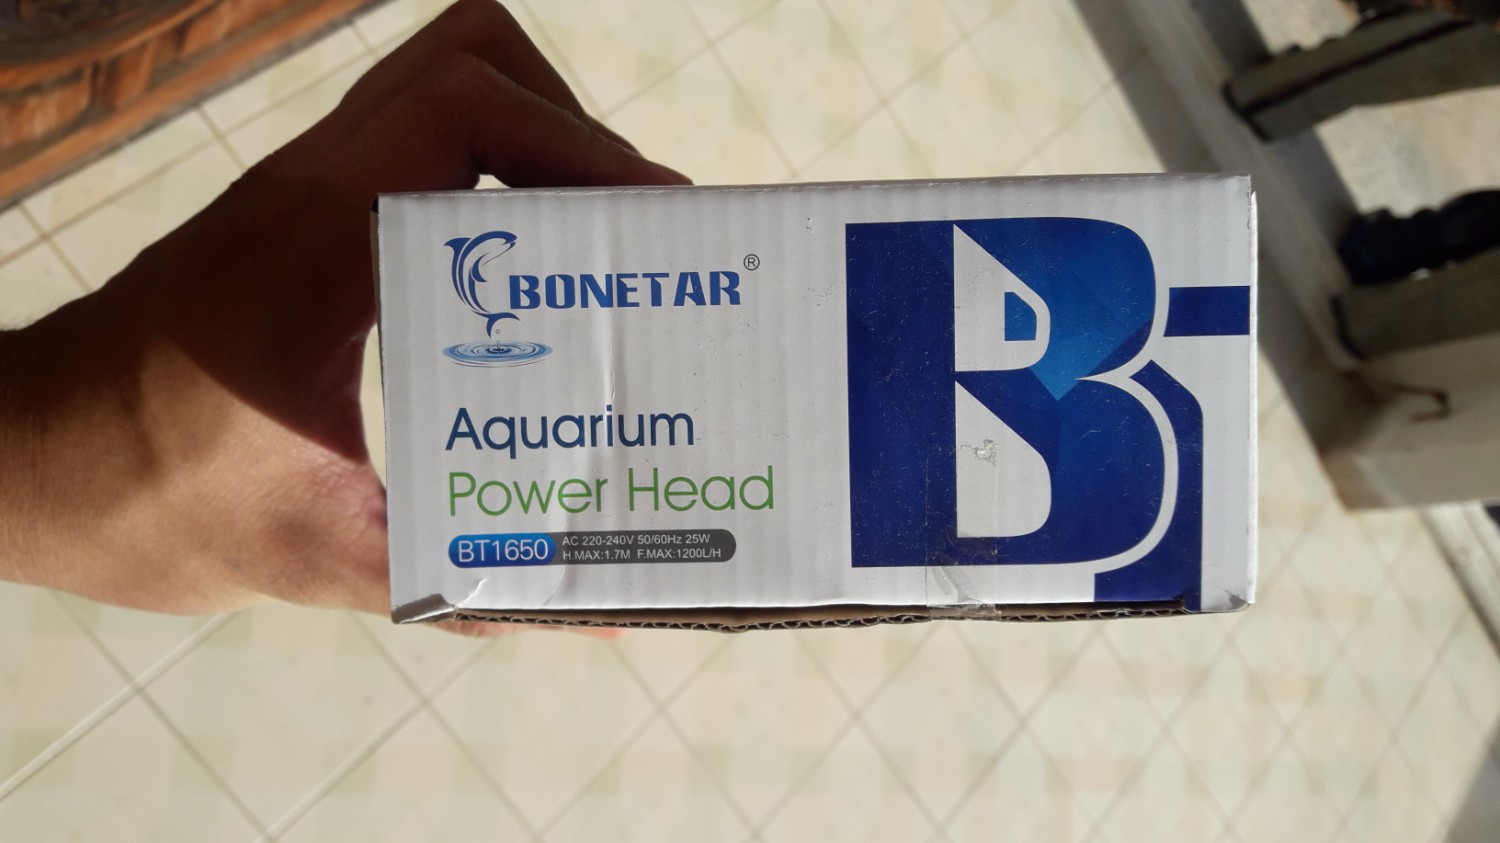 BONETAR®
Aquarium
Power Head
BT1650
AC 220-240V 50/60Hz 25W
H.MAX:1.7M F.MAX:1200L/H
B